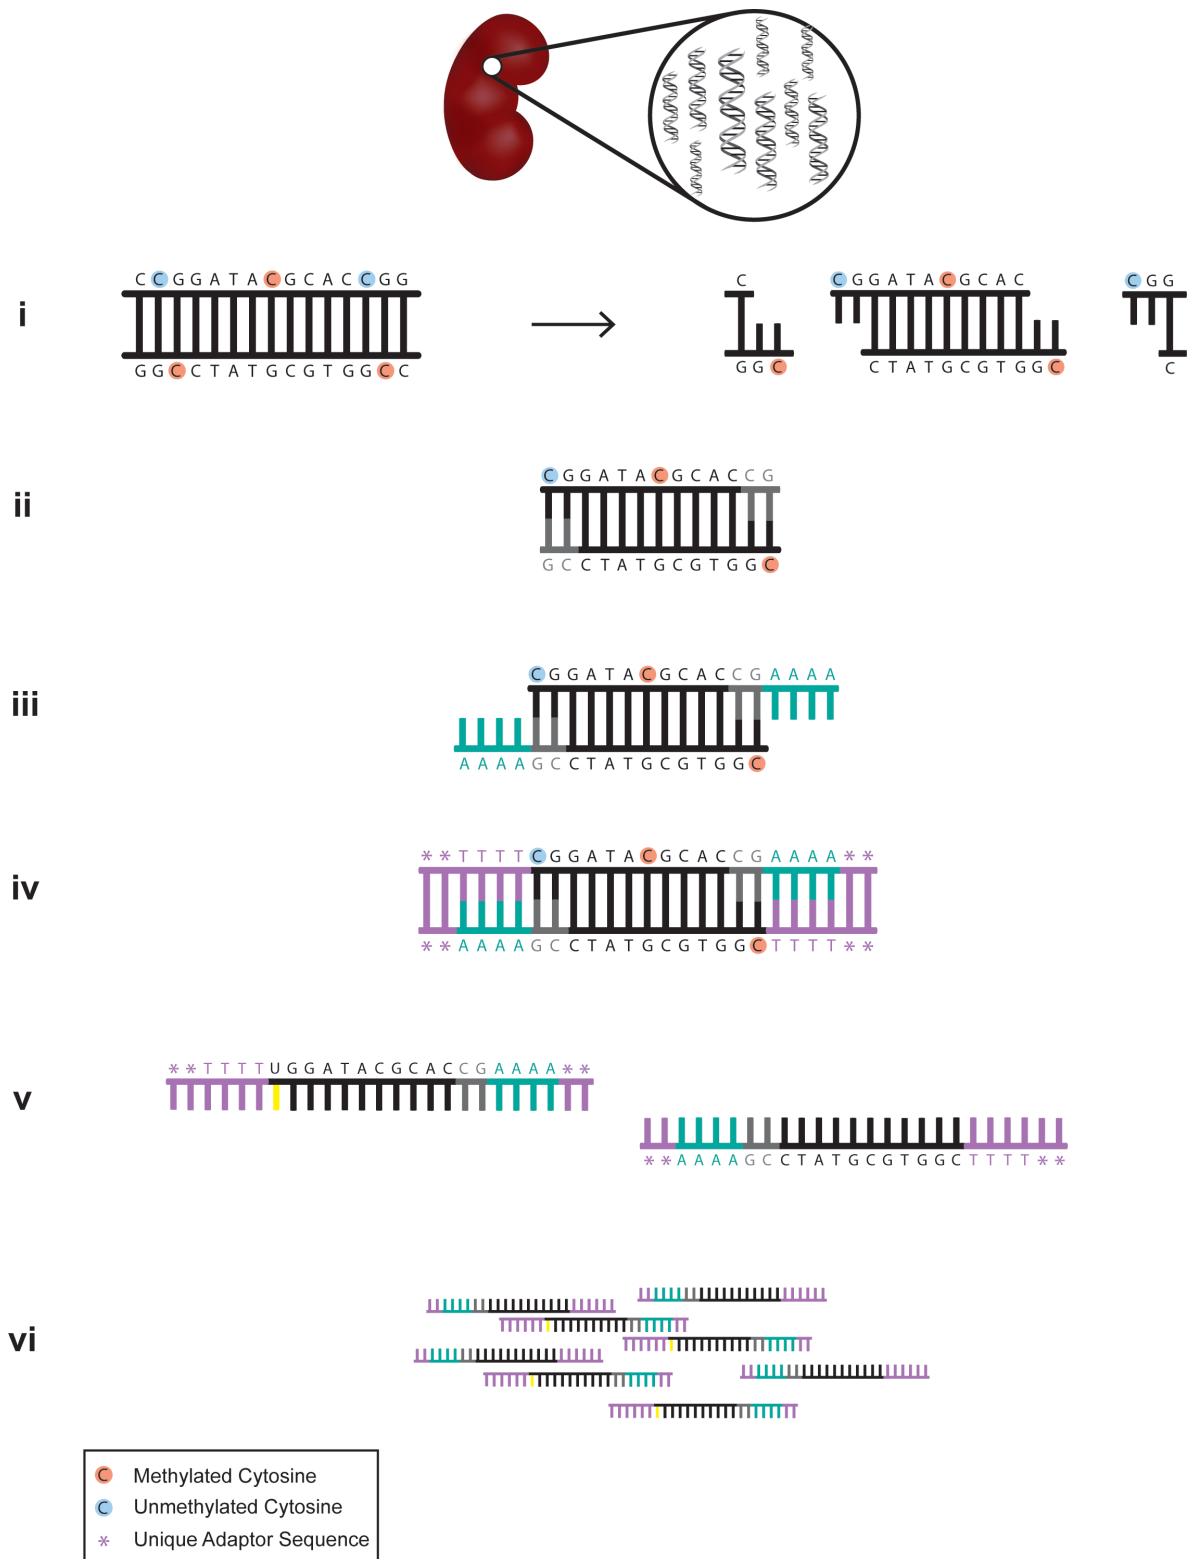 i
C C G G A T A C G C A C C G G
G G C C T A T G C G T G G C C
C
G G C
C G G A T A C G C A C
C T A T G C G T G G C
C G G
C
ii
C G G A T A C G C A C C G
G C C T A T G C G T G G C
iii
C G G A T A C G C A C C G A A A A
A A A A G C C T A T G C G T G G C
iv
* * T T T T C G G A T A C G C A C C G A A A A * *
* * A A A A G C C T A T G C G T G G C T T T T * *
v
* * T T T T U G G A T A C G C A C C G A A A A * *
* * A A A A G C C T A T G C G T G G C T T T T * *
vi
C Methylated Cytosine
C Unmethylated Cytosine
* Unique Adaptor Sequence